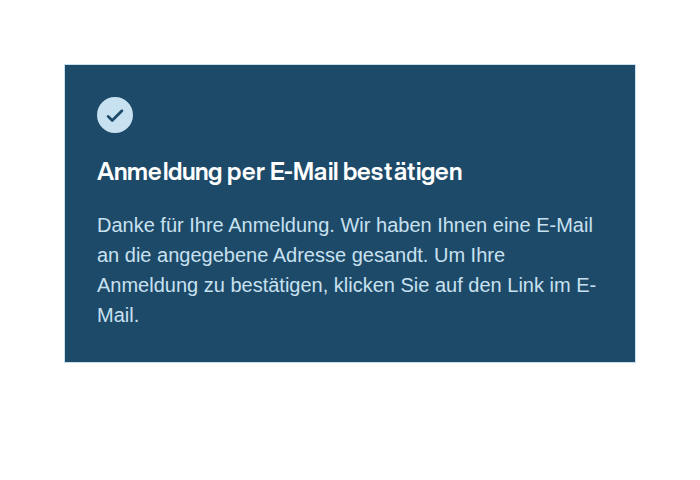 Anmeldung per E-Mail bestätigen
Danke für Ihre Anmeldung. Wir haben Ihnen eine E-Mail
an die angegebene Adresse gesandt. Um Ihre
Anmeldung zu bestätigen, klicken Sie auf den Link im E-
Mail.